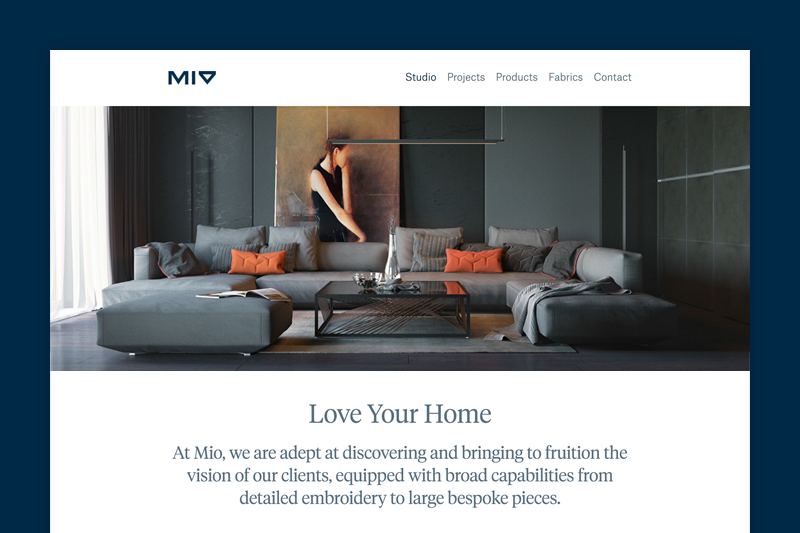 MIO
Studio Projects Products Fabrics Contact
Love Your Home
At Mio, we are adept at discovering and bringing to fruition the
vision of our clients, equipped with broad capabilities from
detailed embroidery to large bespoke pieces.